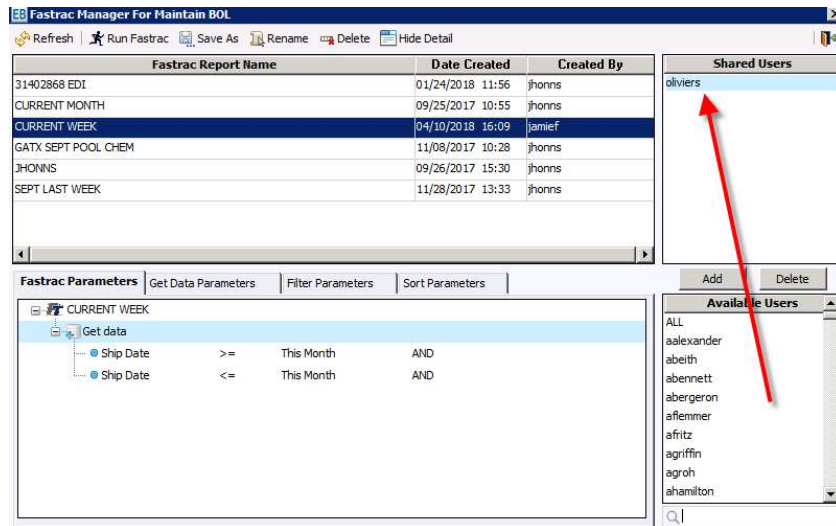 EB Fastrac Manager For Maintain BOL
Refresh Run Fastrac Save As Rename Delete Hide Detail
Fastrac Report Name Date Created Created By
31402868 EDI 01/24/2018 11:56 jhonns
CURRENT MONTH 09/25/2017 10:55 jhonns
CURRENT WEEK 04/10/2018 16:09 jamief
GATX SEPT POOL CHEM 11/08/2017 10:28 jhonns
JHONNS 09/26/2017 15:30 jhonns
SEPT LAST WEEK 11/28/2017 13:33 jhonns
Shared Users
oliviers
Add Delete
Fastrac Parameters Get Data Parameters Filter Parameters Sort Parameters
CURRENT WEEK
Get data
Ship Date >= This Month AND
Ship Date <= This Month AND
Available Users
ALL
aalexander
abeith
abennett
abergeron
aflemmer
afritz
agriffin
agroh
ahamilton